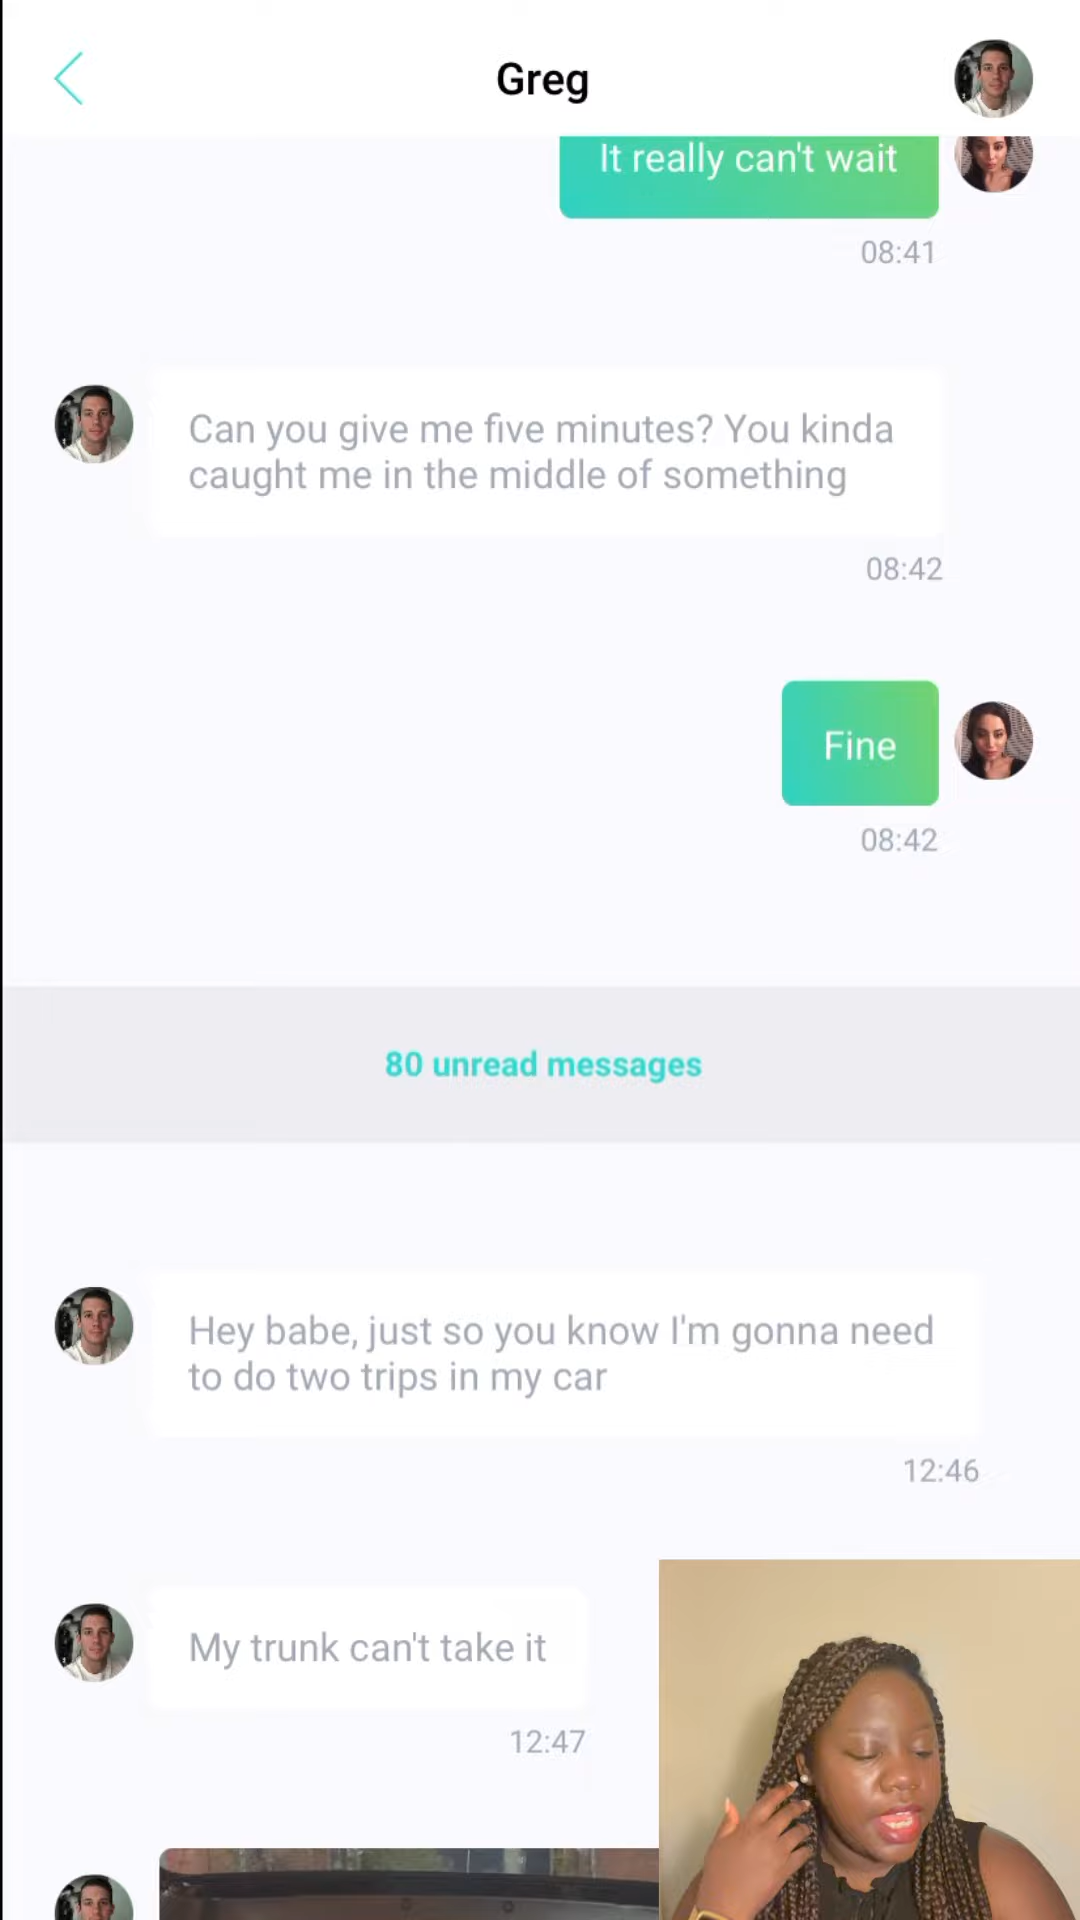 Greg
It really can't wait
08:41
Can you give me five minutes? You kinda
caught me in the middle of something
08:42
Fine
08:42
80 unread messages
Hey babe, just so you know I'm gonna need
to do two trips in my car
12:46
My trunk can't take it
12:47